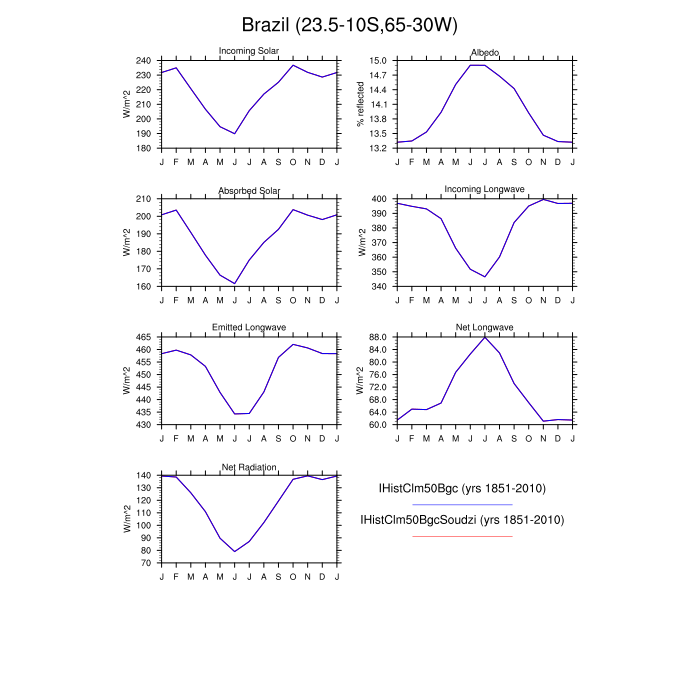 Brazil (23.5-10S,65-30W)
Incoming Solar
W/m^2
240
230
220
210
200
190
180
J F M A M J J A S O N D J
Albedo
% reflected
15.0
14.7
14.4
14.1
13.8
13.5
13.2
J F M A M J J A S O N D J
Absorbed Solar
W/m^2
210
200
190
180
170
160
J F M A M J J A S O N D J
Incoming Longwave
W/m^2
400
390
380
370
360
350
340
J F M A M J J A S O N D J
Emitted Longwave
W/m^2
465
460
455
450
445
440
435
430
J F M A M J J A S O N D J
Net Longwave
W/m^2
88.0
84.0
80.0
76.0
72.0
68.0
64.0
60.0
J F M A M J J A S O N D J
Net Radiation
W/m^2
140
130
120
110
100
90
80
70
J F M A M J J A S O N D J
IHistClm50Bgc (yrs 1851-2010)
IHistClm50BgcSoudzi (yrs 1851-2010)